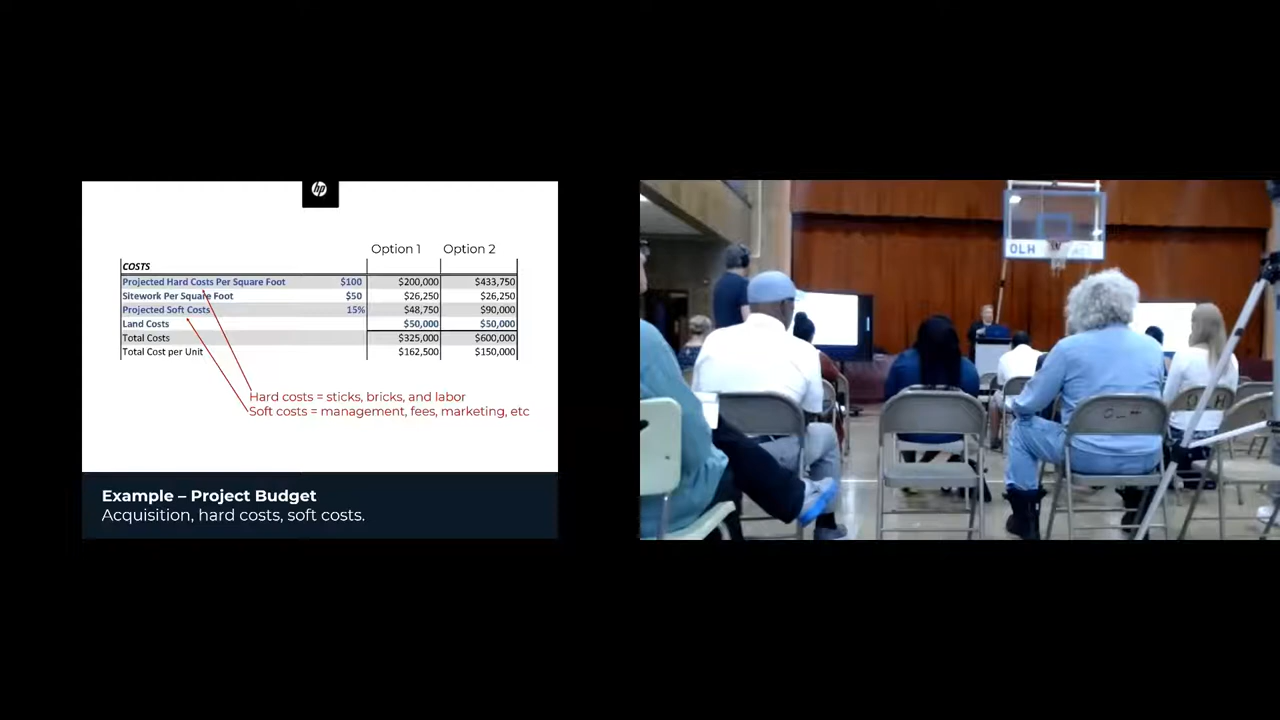 hp
Option 1 Option 2
COSTS
Projected Hard Costs Per Square Foot $100 $200,000 $433,750
Sitework Per Square Foot $50 $26,250 $26,250
Projected Soft Costs 15% $48,750 $90,000
Land Costs $50,000 $50,000
Total Costs $325,000 $600,000
Total Cost per Unit $162,500 $150,000
Hard costs = sticks, bricks, and labor
Soft costs = management, fees, marketing, etc
Example – Project Budget
Acquisition, hard costs, soft costs.
OLH